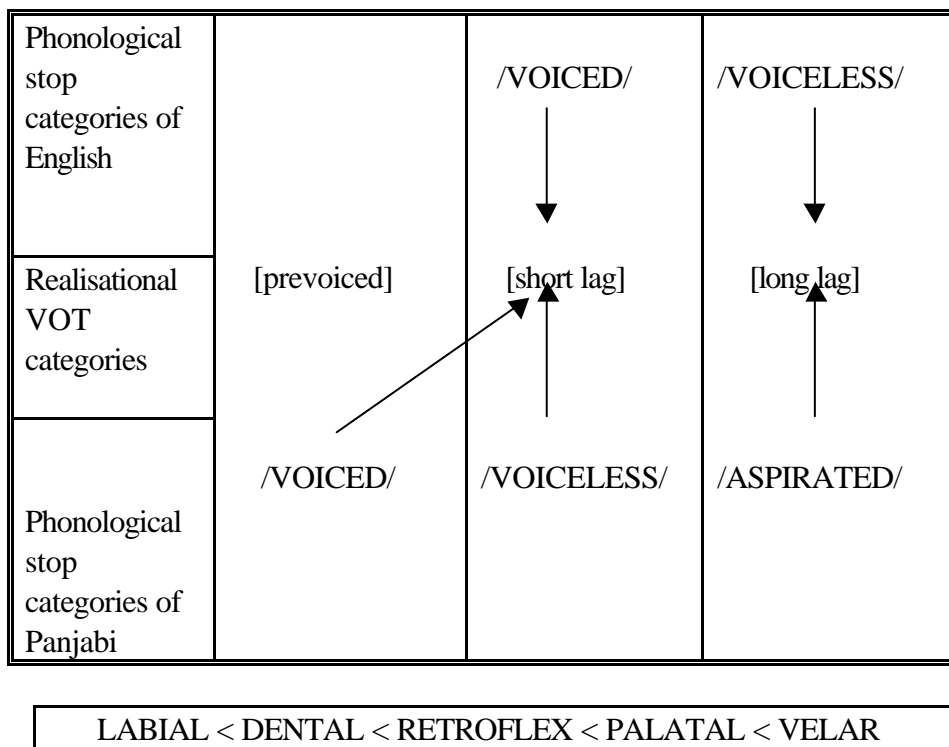 Phonological
stop
categories of
English
/VOICED/
/VOICELESS/
Realisational
VOT
categories
[prevoiced]
[short lag]
[long lag]
Phonological
stop
categories of
Panjabi
/VOICED/
/VOICELESS/
/ASPIRATED/
LABIAL < DENTAL < RETROFLEX < PALATAL < VELAR